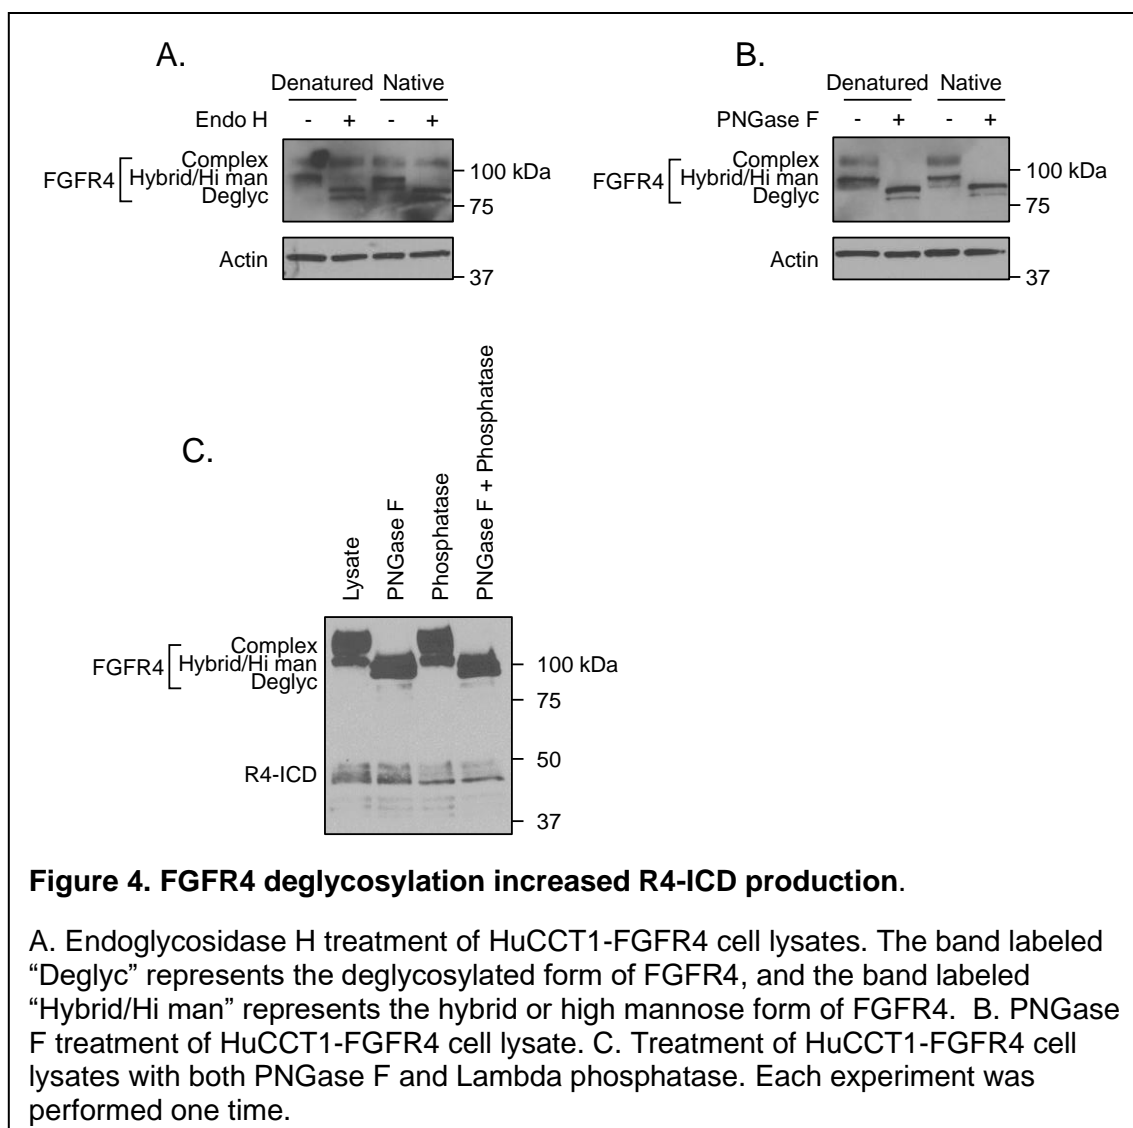 A.
Denatured Native
Endo H - + - +
Complex
FGFR4 Hybrid/Hi man
Deglyc
100 kDa
75
Actin
37
B.
Denatured Native
PNGase F - + - +
Complex
FGFR4 Hybrid/Hi man
Deglyc
100 kDa
75
Actin
37
C.
Lysate
PNGase F
Phosphatase
PNGase F + Phosphatase
Complex
FGFR4 Hybrid/Hi man
Deglyc
100 kDa
75
50
R4-ICD
37
Figure 4. FGFR4 deglycosylation increased R4-ICD production.
A. Endoglycosidase H treatment of HuCCT1-FGFR4 cell lysates. The band labeled
“Deglyc” represents the deglycosylated form of FGFR4, and the band labeled
“Hybrid/Hi man” represents the hybrid or high mannose form of FGFR4. B. PNGase
F treatment of HuCCT1-FGFR4 cell lysate. C. Treatment of HuCCT1-FGFR4 cell
lysates with both PNGase F and Lambda phosphatase. Each experiment was
performed one time.